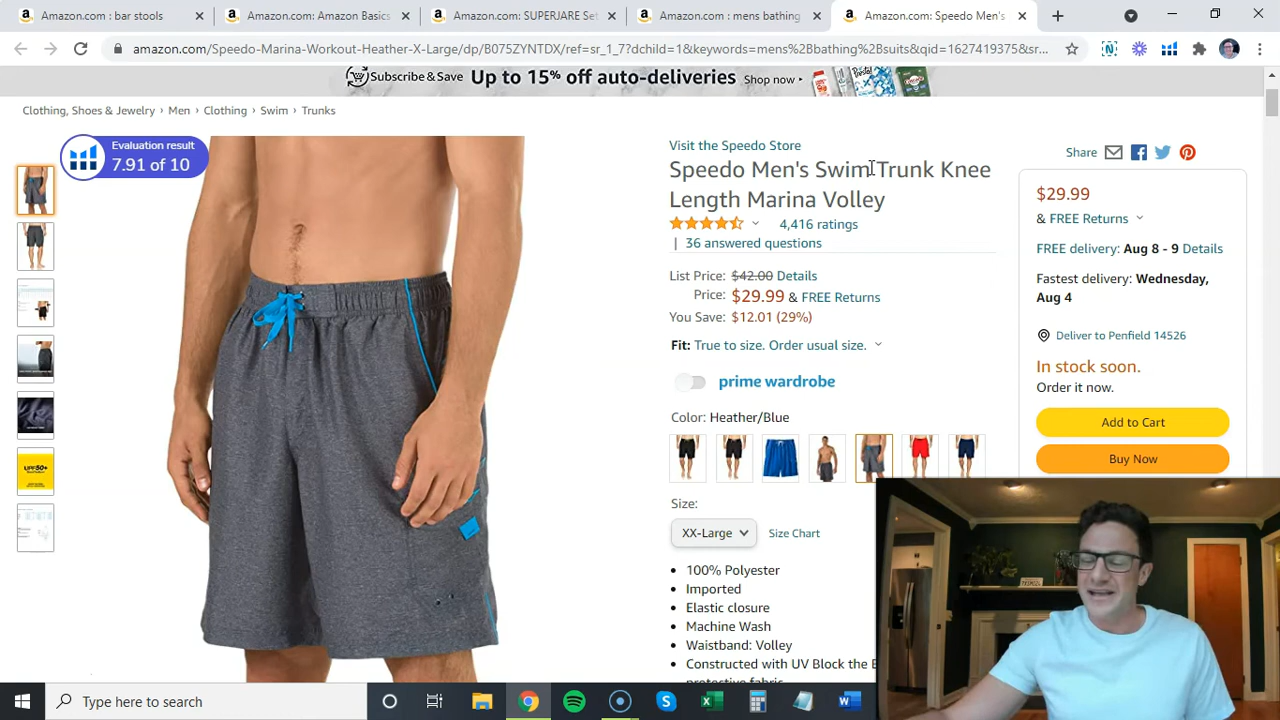 Amazon.com : bar stools
Amazon.com: Amazon Basics
Amazon.com: SUPERJARE Set
Amazon.com : mens bathing
Amazon.com: Speedo Men's
amazon.com/Speedo-Marina-Workout-Heather-X-Large/dp/B075ZYNTDX/ref=sr_1_7?dchild=1&keywords=mens%2Bbathing%2Bsuits&qid=1627419375&sr...
Subscribe & Save Up to 15% off auto-deliveries Shop now
Clothing, Shoes & Jewelry › Men › Clothing › Swim › Trunks
Evaluation result
7.91 of 10
UPF50+
Visit the Speedo Store
Speedo Men's Swim Trunk Knee
Length Marina Volley
4,416 ratings
| 36 answered questions
List Price: $42.00 Details
Price: $29.99 & FREE Returns
You Save: $12.01 (29%)
Fit: True to size. Order usual size.
prime wardrobe
Color: Heather/Blue
Size:
XX-Large
Size Chart
• 100% Polyester
• Imported
• Elastic closure
• Machine Wash
• Waistband: Volley
• Constructed with UV Block the B
Share
$29.99
& FREE Returns
FREE delivery: Aug 8 - 9 Details
Fastest delivery: Wednesday,
Aug 4
Deliver to Penfield 14526
In stock soon.
Order it now.
Add to Cart
Buy Now
Type here to search